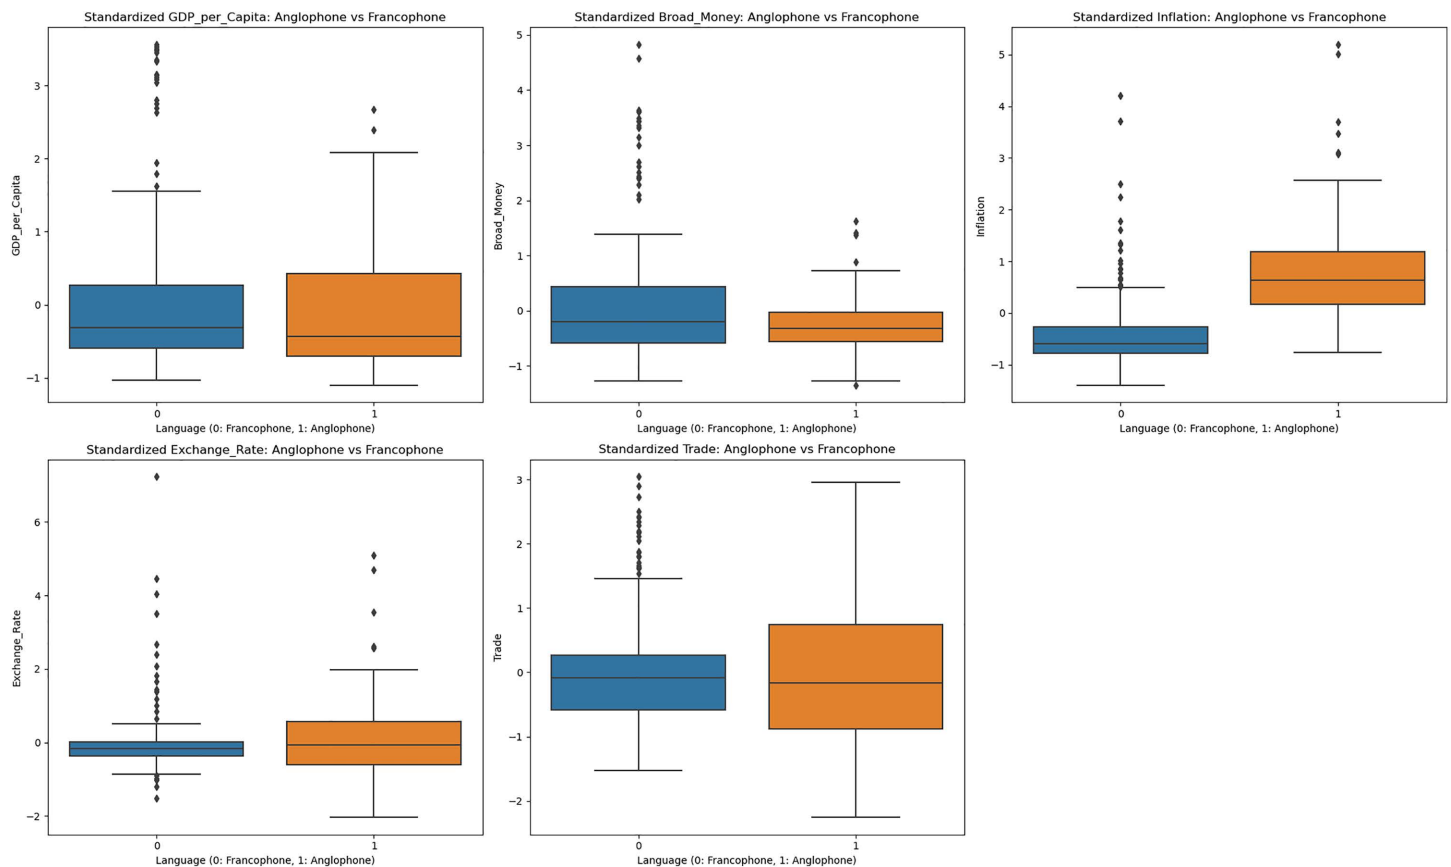 Standardized GDP_per_Capita: Anglophone vs Francophone
GDP_per_Capita
3
2
1
0
−1
0
1
Language (0: Francophone, 1: Anglophone)
Standardized Broad_Money: Anglophone vs Francophone
Broad_Money
5
4
3
2
1
0
−1
0
1
Language (0: Francophone, 1: Anglophone)
Standardized Inflation: Anglophone vs Francophone
Inflation
5
4
3
2
1
0
−1
0
1
Language (0: Francophone, 1: Anglophone)
Standardized Exchange_Rate: Anglophone vs Francophone
Exchange_Rate
6
4
2
0
−2
0
1
Language (0: Francophone, 1: Anglophone)
Standardized Trade: Anglophone vs Francophone
Trade
3
2
1
0
−1
−2
0
1
Language (0: Francophone, 1: Anglophone)